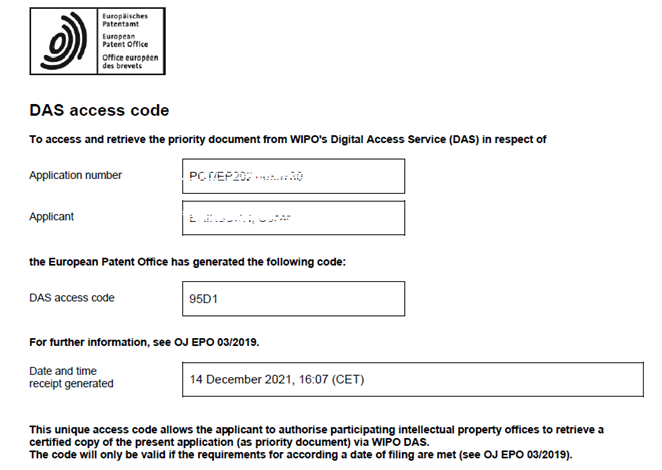 Europäisches
Patentamt
European
Patent Office
Office européen
des brevets
DAS access code
To access and retrieve the priority document from WIPO's Digital Access Service (DAS) in respect of
Application number
Applicant
the European Patent Office has generated the following code:
DAS access code
95D1
For further information, see OJ EPO 03/2019.
Date and time
receipt generated
14 December 2021, 16:07 (CET)
This unique access code allows the applicant to authorise participating intellectual property offices to retrieve a
certified copy of the present application (as priority document) via WIPO DAS.
The code will only be valid if the requirements for according a date of filing are met (see OJ EPO 03/2019).